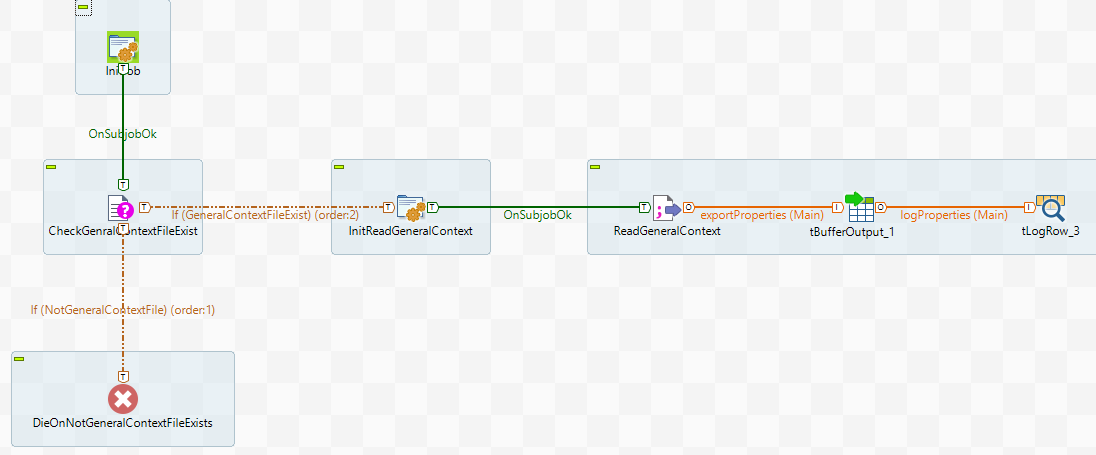 OnSubjobOk
If (GeneralContextFileExist) (order:2)
OnSubjobOk
exportProperties (Main)
logProperties (Main)
CheckGenralContextFileExist
InitReadGeneralContext
ReadGeneralContext
tBufferOutput_1
tLogRow_3
If (NotGeneralContextFile) (order:1)
DieOnNotGeneralContextFileExists